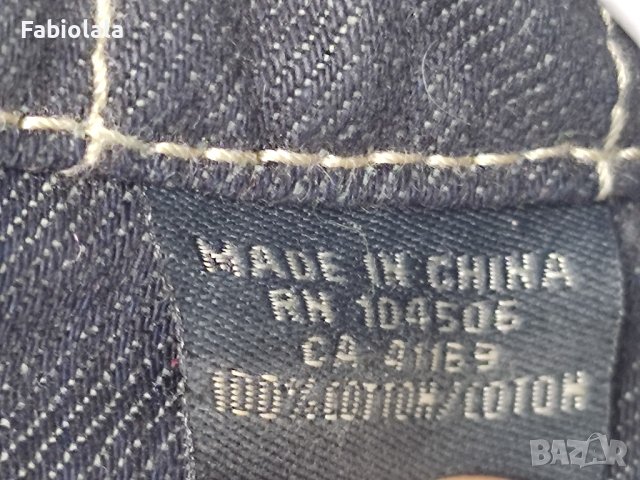 Fabiolala
MADE IN CHINA
RN 104506
CA 41169
100% COTTON/COTON
BAZAR